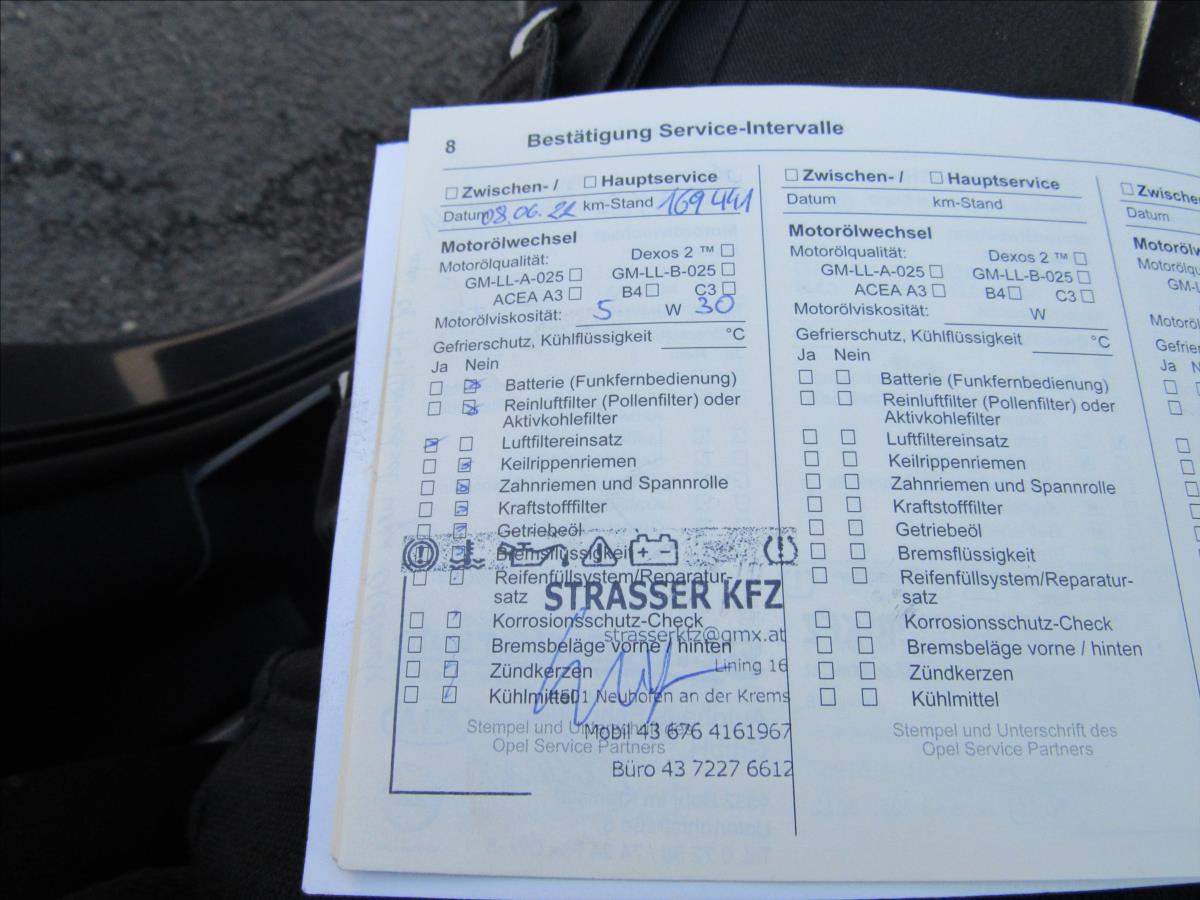 8 Bestätigung Service-Intervalle
☐ Zwischen- / ☐ Hauptservice
Datum 08.06.22 km-Stand 169441
Motorölwechsel
Motorölqualität: Dexos 2 ™ ☐
GM-LL-A-025 ☐ GM-LL-B-025 ☐
ACEA A3 ☐ B4 ☐ C3 ☐
Motorölviskosität: 5 W 30
Gefrierschutz, Kühlflüssigkeit °C
Ja Nein
Batterie (Funkfernbedienung)
Reinluftfilter (Pollenfilter) oder
Aktivkohlefilter
Luftfiltereinsatz
Keilrippenriemen
Zahnriemen und Spannrolle
Kraftstofffilter
Getriebeöl
Bremsflüssigkeit
Reifenfüllsystem/Reparatur-
satz
STRASSER KFZ
Korrosionsschutz-Check
strasserkfz@gmx.at
Bremsbeläge vorne / hinten
Lining 16
Zündkerzen
Kühlmittel
4501 Neuhofen an der Krems
Stempel und Unterschrift des
Mobil 43 676 4161967
Opel Service Partners
Büro 43 7227 6612
☐ Zwischen- / ☐ Hauptservice
Datum km-Stand
Motorölwechsel
Motorölqualität: Dexos 2 ™ ☐
GM-LL-A-025 ☐ GM-LL-B-025 ☐
ACEA A3 ☐ B4 ☐ C3 ☐
Motorölviskosität: W
Gefrierschutz, Kühlflüssigkeit °C
Ja Nein
Batterie (Funkfernbedienung)
Reinluftfilter (Pollenfilter) oder
Aktivkohlefilter
Luftfiltereinsatz
Keilrippenriemen
Zahnriemen und Spannrolle
Kraftstofffilter
Getriebeöl
Bremsflüssigkeit
Reifenfüllsystem/Reparatur-
satz
Korrosionsschutz-Check
Bremsbeläge vorne / hinten
Zündkerzen
Kühlmittel
Stempel und Unterschrift des
Opel Service Partners
Datum
Ja